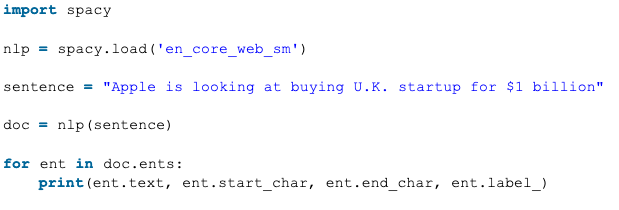 import spacy
nlp = spacy.load('en_core_web_sm')
sentence = "Apple is looking at buying U.K. startup for $1 billion"
doc = nlp(sentence)
for ent in doc.ents:
    print(ent.text, ent.start_char, ent.end_char, ent.label_)